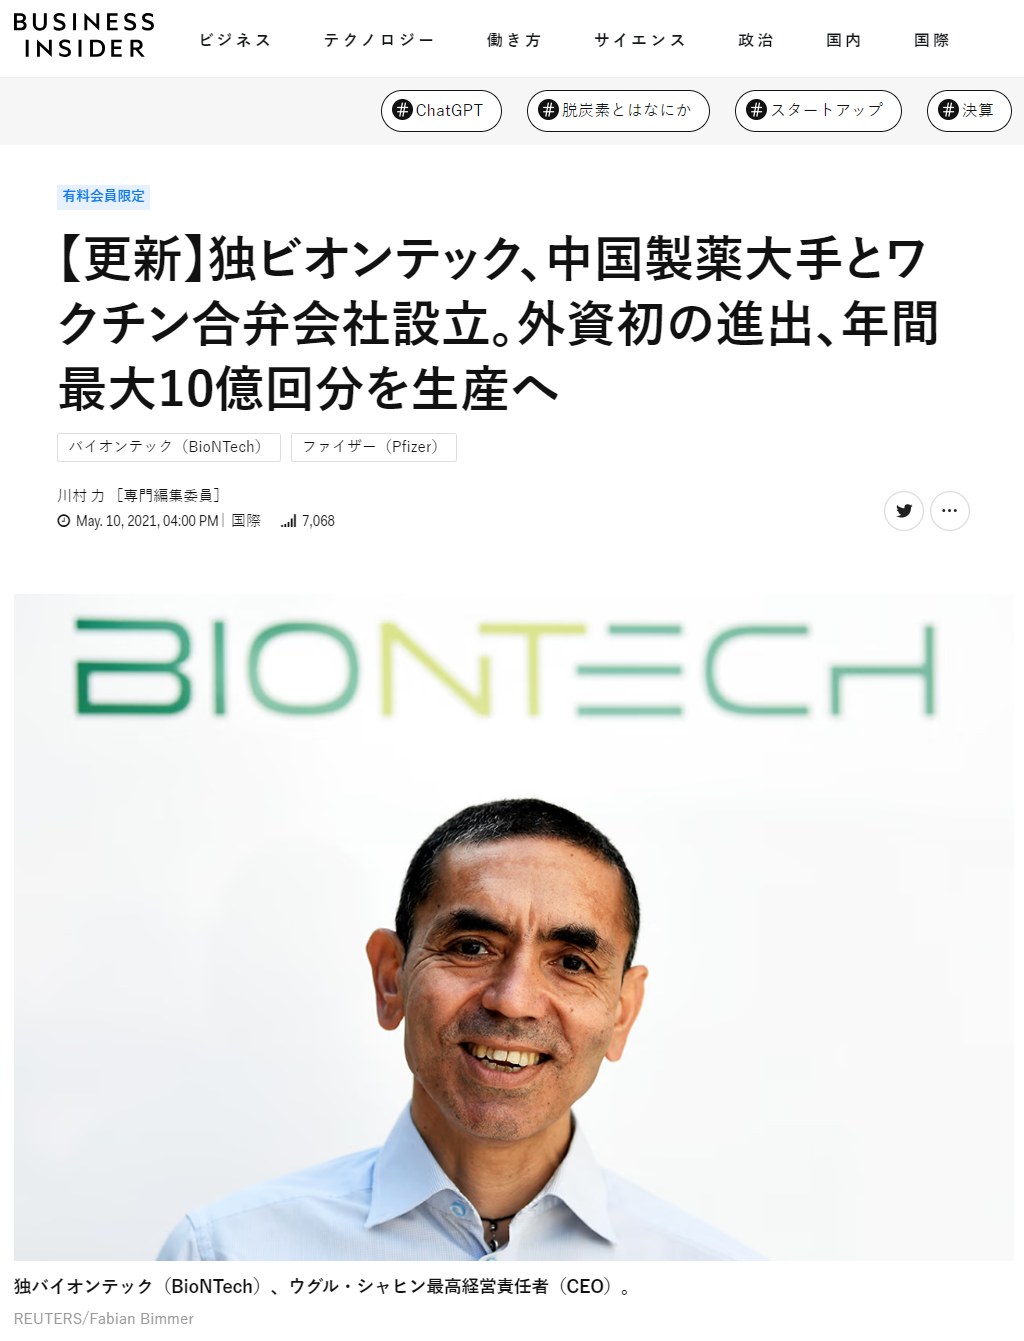 BUSINESS
INSIDER
ビジネス テクノロジー 働き方 サイエンス 政治 国内 国際
# ChatGPT # 脱炭素とはなにか # スタートアップ # 決算
有料会員限定
【更新】独ビオンテック、中国製薬大手とワ
クチン合弁会社設立。外資初の進出、年間
最大10億回分を生産へ
バイオンテック（BioNTech） ファイザー（Pfizer）
川村 力 ［専門編集委員］
May. 10, 2021, 04:00 PM | 国際 7,068
BIONTECH
独バイオンテック（BioNTech）、ウグル・シャヒン最高経営責任者（CEO）。
REUTERS/Fabian Bimmer